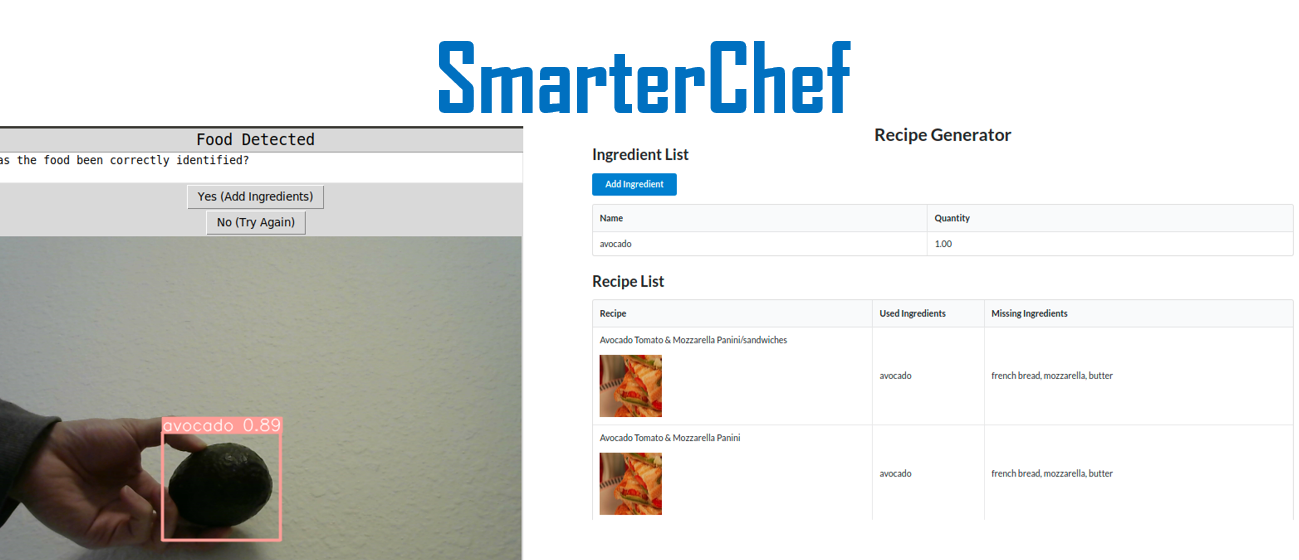 SmarterChef
Food Detected
as the food been correctly identified?
Yes (Add Ingredients)
No (Try Again)
avocado 0.89
Recipe Generator
Ingredient List
Add Ingredient
Name Quantity
avocado 1.00
Recipe List
Recipe Used Ingredients Missing Ingredients
Avocado Tomato & Mozzarella Panini/sandwiches
avocado french bread, mozzarella, butter
Avocado Tomato & Mozzarella Panini
avocado french bread, mozzarella, butter